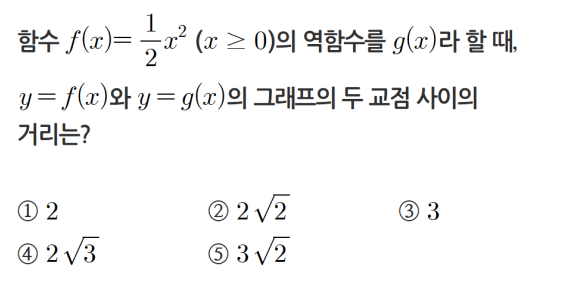 함수 f(x)= 1/2 x² (x ≥ 0)의 역함수를 g(x)라 할 때,
y=f(x)와 y=g(x)의 그래프의 두 교점 사이의
거리는?
① 2 ② 2√2 ③ 3
④ 2√3 ⑤ 3√2